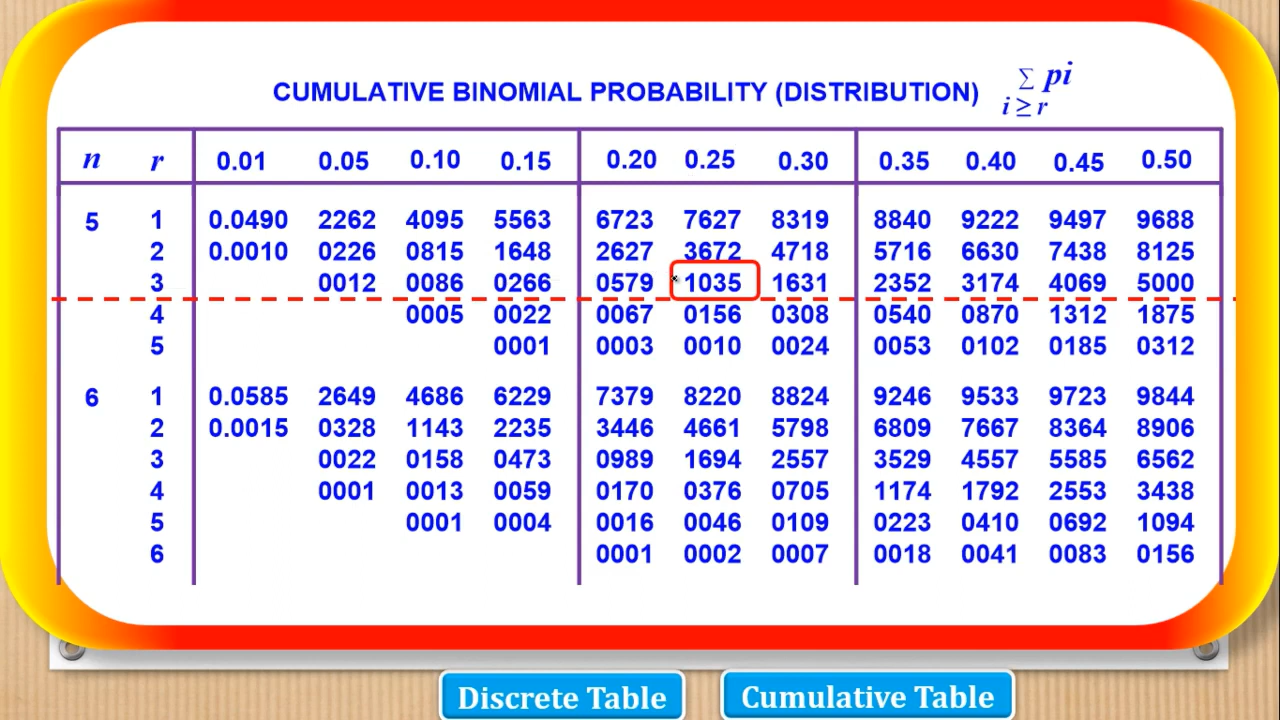 CUMULATIVE BINOMIAL PROBABILITY (DISTRIBUTION) ∑ pi
i ≥ r
n r 0.01 0.05 0.10 0.15 0.20 0.25 0.30 0.35 0.40 0.45 0.50
5 1 0.0490 2262 4095 5563 6723 7627 8319 8840 9222 9497 9688
2 0.0010 0226 0815 1648 2627 3672 4718 5716 6630 7438 8125
3 0012 0086 0266 0579 1035 1631 2352 3174 4069 5000
4 0005 0022 0067 0156 0308 0540 0870 1312 1875
5 0001 0003 0010 0024 0053 0102 0185 0312
6 1 0.0585 2649 4686 6229 7379 8220 8824 9246 9533 9723 9844
2 0.0015 0328 1143 2235 3446 4661 5798 6809 7667 8364 8906
3 0022 0158 0473 0989 1694 2557 3529 4557 5585 6562
4 0001 0013 0059 0170 0376 0705 1174 1792 2553 3438
5 0001 0004 0016 0046 0109 0223 0410 0692 1094
6 0001 0002 0007 0018 0041 0083 0156
Discrete Table Cumulative Table